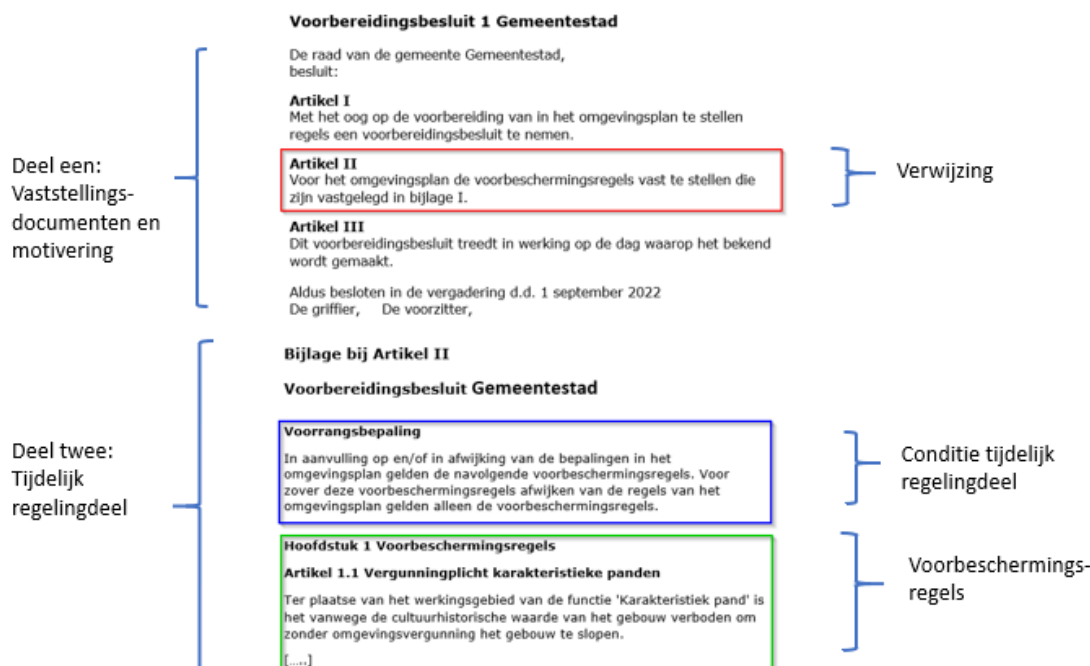 Voorbereidingsbesluit 1 Gemeentestad
De raad van de gemeente Gemeentestad,
besluit:
Artikel I
Met het oog op de voorbereiding van in het omgevingsplan te stellen
regels een voorbereidingsbesluit te nemen.
Deel een:
Vaststellings-
documenten en
motivering
Artikel II
Voor het omgevingsplan de voorbeschermingsregels vast te stellen die
zijn vastgelegd in bijlage I.
Verwijzing
Artikel III
Dit voorbereidingsbesluit treedt in werking op de dag waarop het bekend
wordt gemaakt.
Aldus besloten in de vergadering d.d. 1 september 2022
De griffier, De voorzitter,
Bijlage bij Artikel II
Voorbereidingsbesluit Gemeentestad
Deel twee:
Tijdelijk
regelingdeel
Voorrangsbepaling
In aanvulling op en/of in afwijking van de bepalingen in het
omgevingsplan gelden de navolgende voorbeschermingsregels. Voor
zover deze voorbeschermingsregels afwijken van de regels van het
omgevingsplan gelden alleen de voorbeschermingsregels.
Conditie tijdelijk
regelingdeel
Hoofdstuk 1 Voorbeschermingsregels
Artikel 1.1 Vergunningplicht karakteristieke panden
Ter plaatse van het werkingsgebied van de functie 'Karakteristiek pand' is
het vanwege de cultuurhistorische waarde van het gebouw verboden om
zonder omgevingsvergunning het gebouw te slopen.
[.....]
Voorbeschermings-
regels